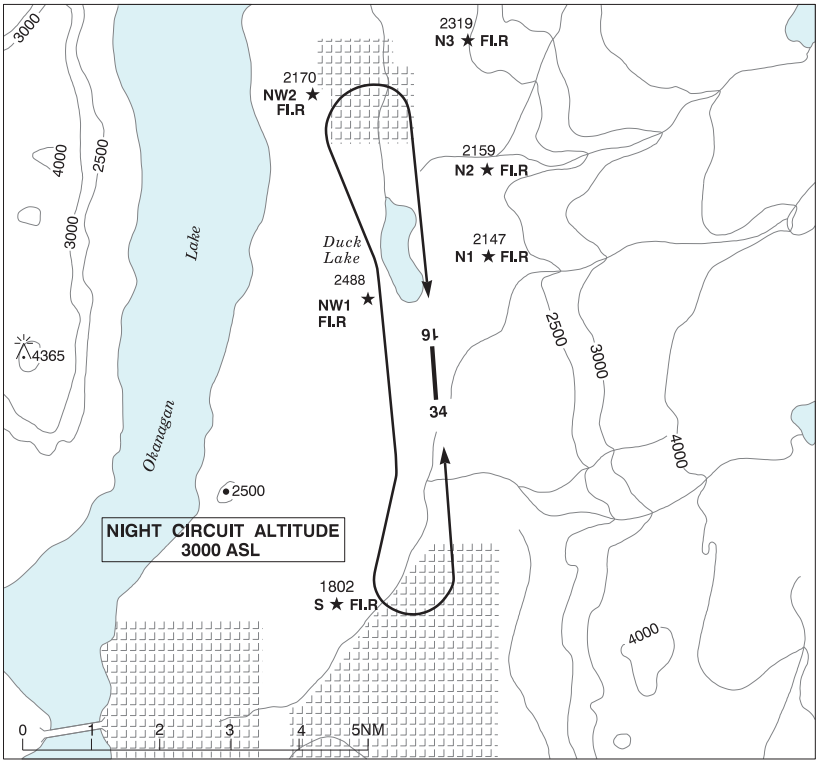 3000
2319
N3 ★ Fl.R
2170
NW2 ★
Fl.R
4000
2500
2159
N2 ★ Fl.R
3000
Lake
Duck
Lake
2147
N1 ★ Fl.R
2488
NW1
Fl.R
★
2500
3000
16
4365
34
4000
Okanagan
2500
NIGHT CIRCUIT ALTITUDE
3000 ASL
1802
S ★ Fl.R
4000
0 1 2 3 4 5NM